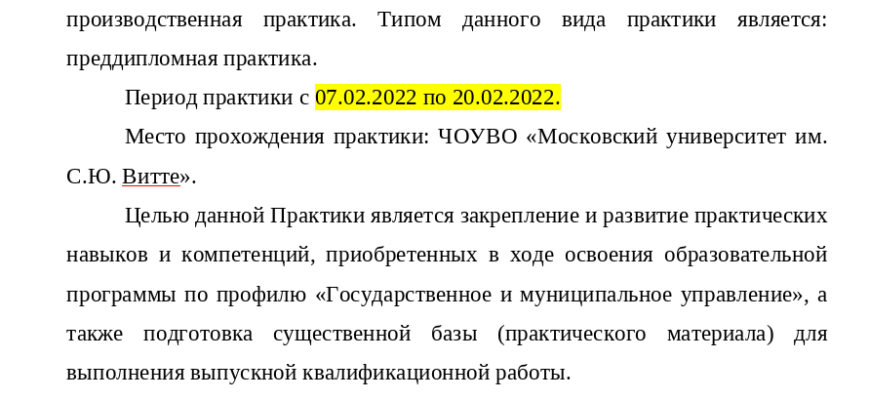 производственная практика. Типом данного вида практики является:
преддипломная практика.
Период практики с 07.02.2022 по 20.02.2022.
Место прохождения практики: ЧОУВО «Московский университет им.
С.Ю. Витте».
Целью данной Практики является закрепление и развитие практических
навыков и компетенций, приобретенных в ходе освоения образовательной
программы по профилю «Государственное и муниципальное управление», а
также подготовка существенной базы (практического материала) для
выполнения выпускной квалификационной работы.